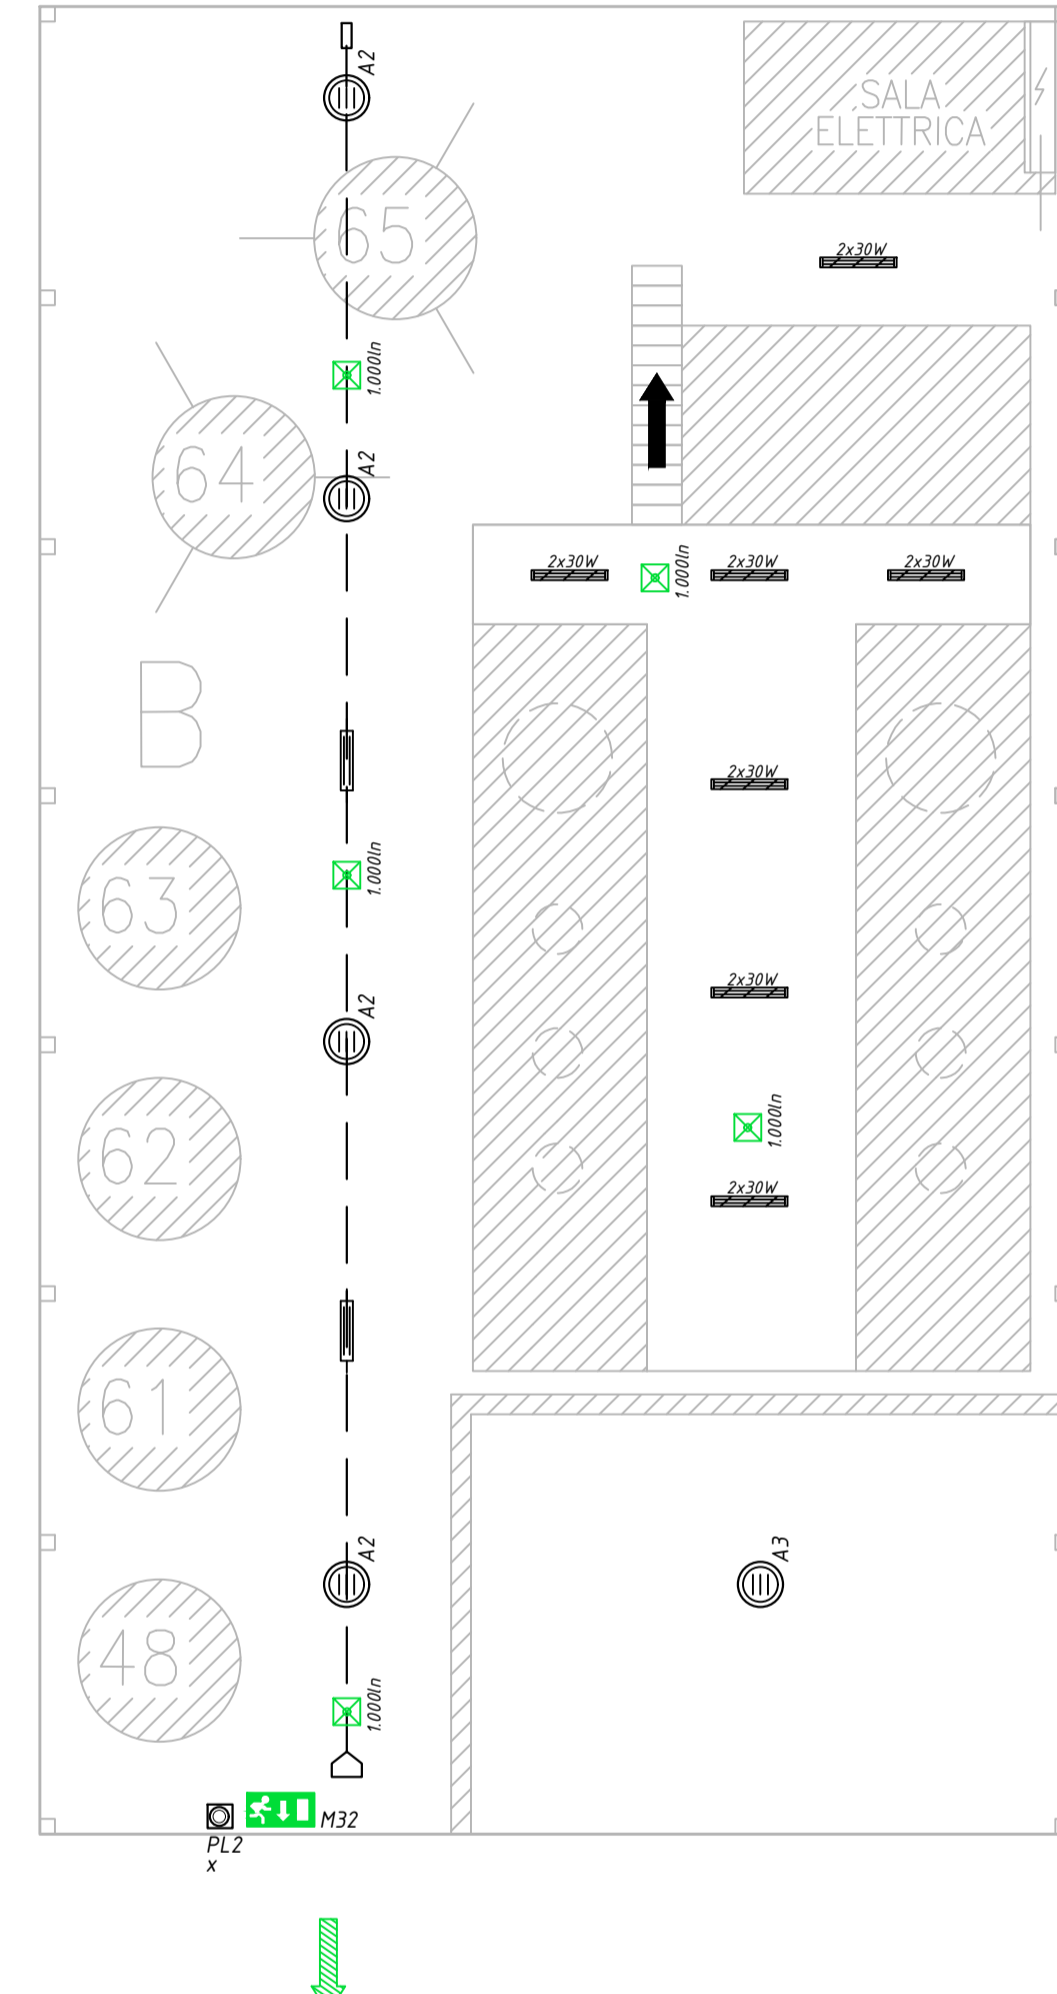 A2
SALA
ELETTRICA
65
2x30W
1.000ln
64
A2
2x30W
1.000ln
2x30W
2x30W
B
2x30W
1.000ln
63
2x30W
A2
62
1.000ln
2x30W
61
A2
A3
48
1.000ln
M32
PL2
x